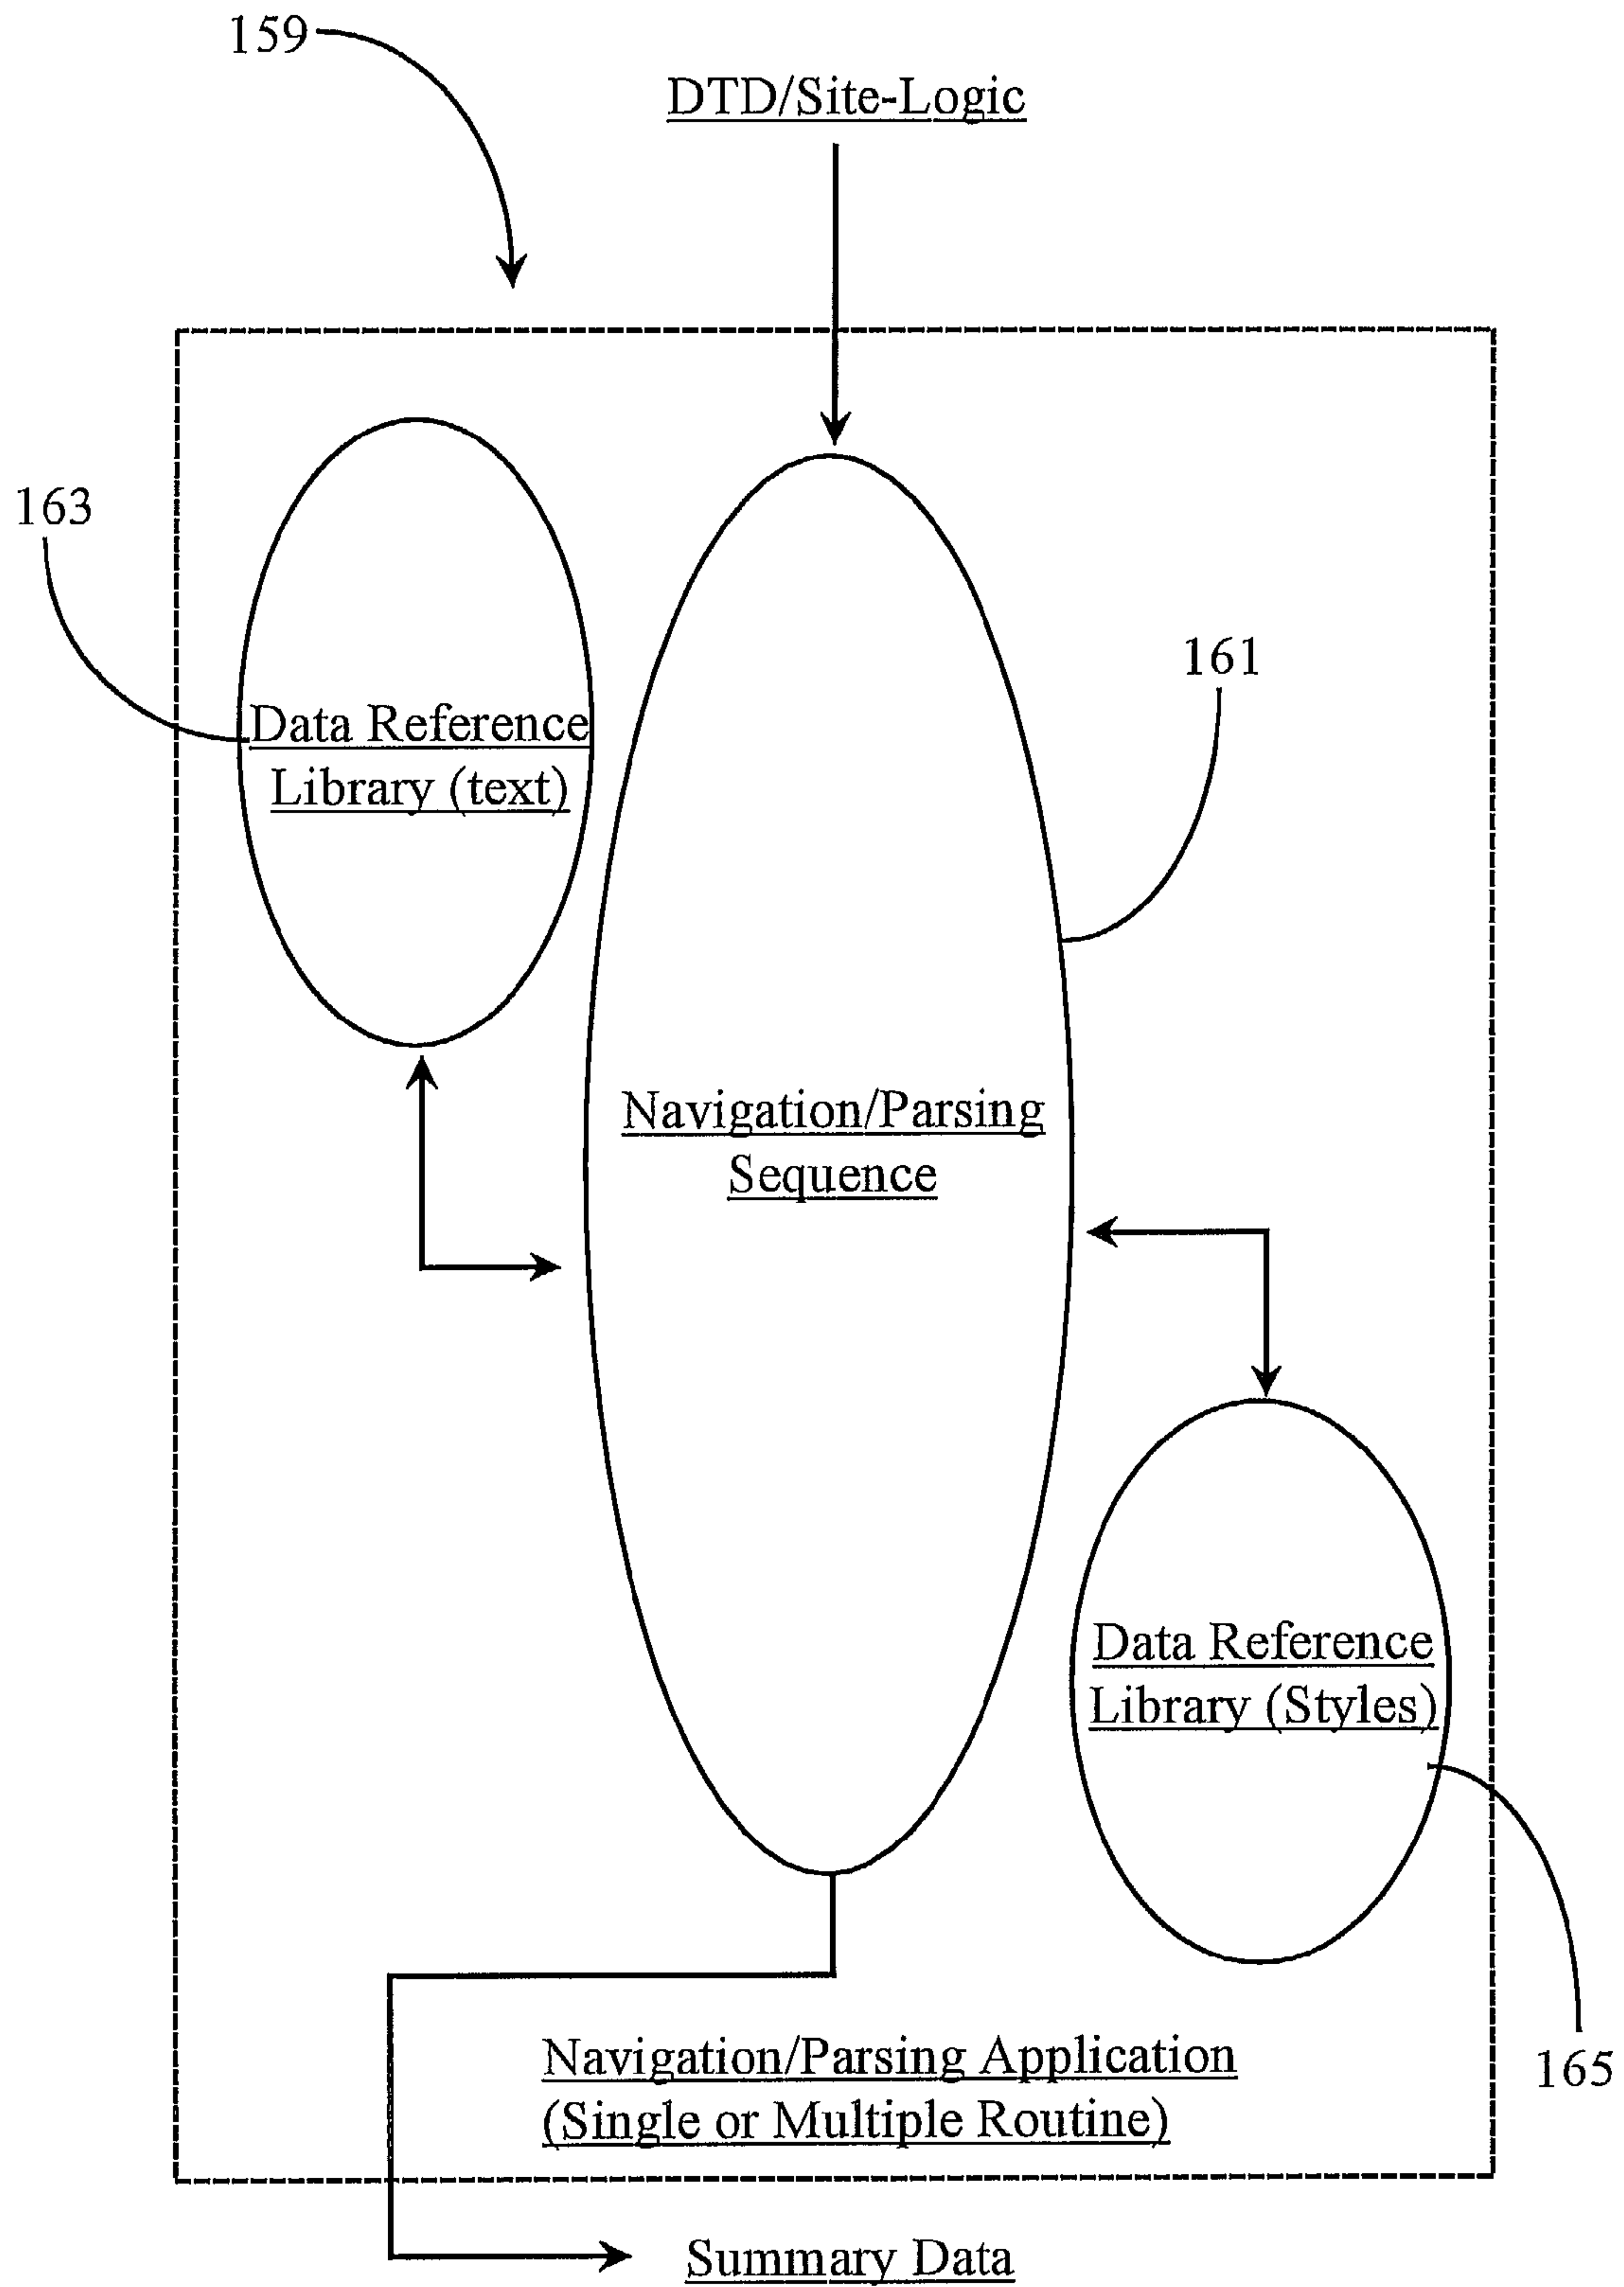 159
DTD/Site-Logic
163
161
Data Reference
Library (text)
Navigation/Parsing
Sequence
Data Reference
Library (Styles)
Navigation/Parsing Application
(Single or Multiple Routine)
165
Summary Data